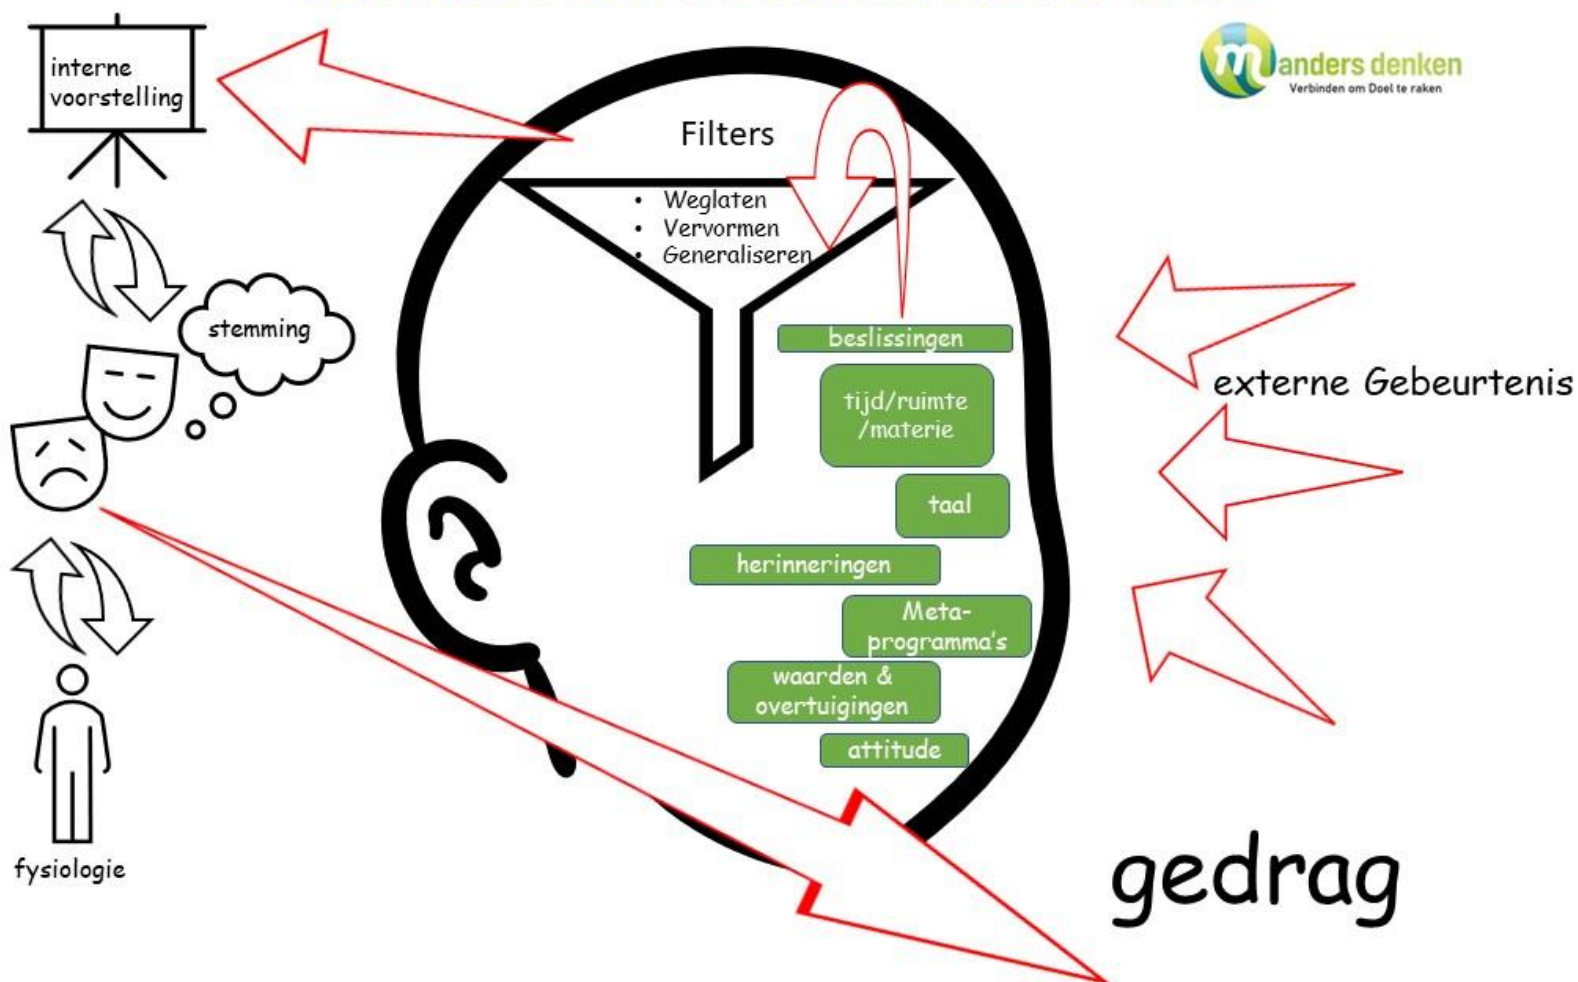 interne
voorstelling
m
anders denken
Verbinden om Doel te raken
Filters
• Weglaten
• Vervormen
• Generaliseren
stemming
beslissingen
externe Gebeurtenis
tijd/ruimte
/materie
taal
herinneringen
Meta-
programma's
waarden &
overtuigingen
attitude
fysiologie
gedrag